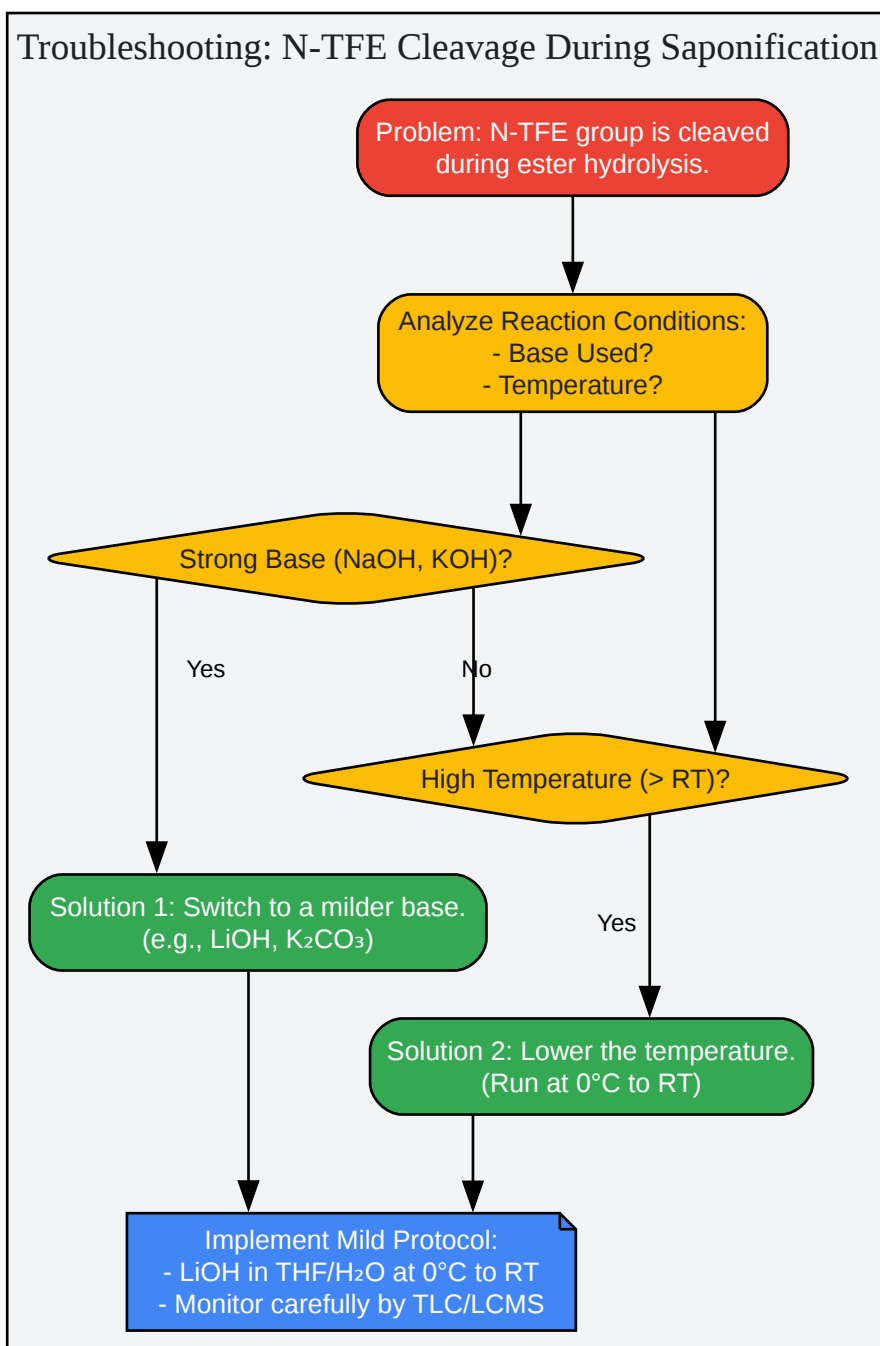 Troubleshooting: N-TFE Cleavage During Saponification
Problem: N-TFE group is cleaved
during ester hydrolysis.
Analyze Reaction Conditions:
- Base Used?
- Temperature?
Strong Base (NaOH, KOH)?
Yes
No
High Temperature (> RT)?
Solution 1: Switch to a milder base.
(e.g., LiOH, K₂CO₃)
Yes
Solution 2: Lower the temperature.
(Run at 0°C to RT)
Implement Mild Protocol:
- LiOH in THF/H₂O at 0°C to RT
- Monitor carefully by TLC/LCMS